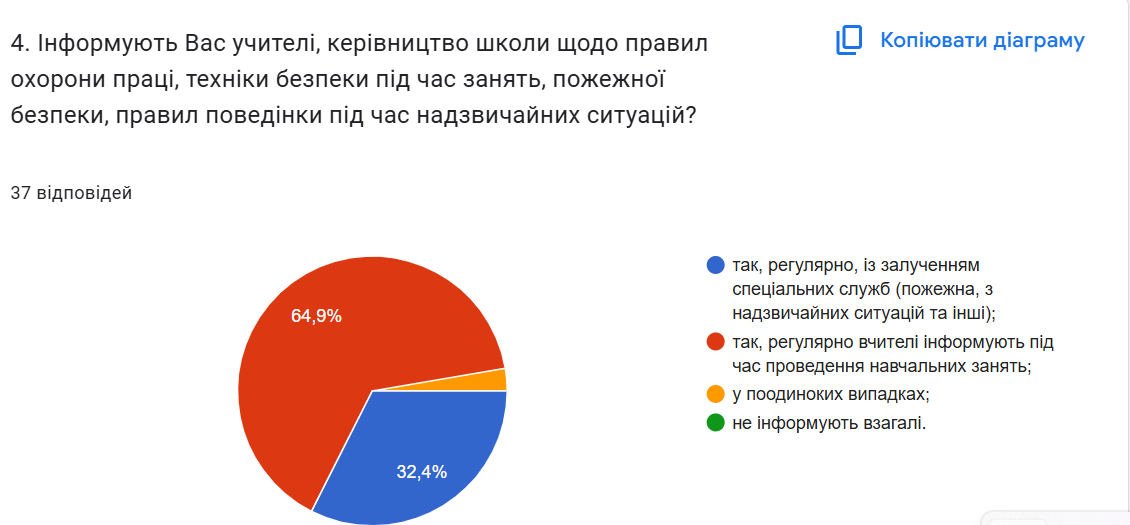 4. Інформують Вас учителі, керівництво школи щодо правил
охорони праці, техніки безпеки під час занять, пожежної
безпеки, правил поведінки під час надзвичайних ситуацій?
Копіювати діаграму
37 відповідей
64,9%
32,4%
так, регулярно, із залученням
спеціальних служб (пожежна, з
надзвичайних ситуацій та інші);
так, регулярно вчителі інформують під
час проведення навчальних занять;
у поодиноких випадках;
не інформують взагалі.